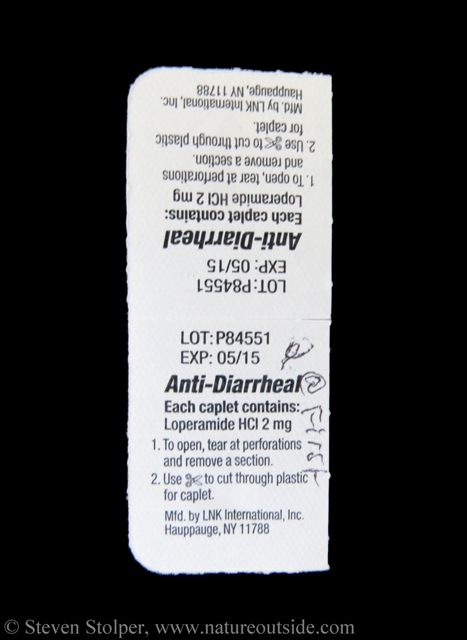 LOT:P84551
EXP: 05/15
Anti-Diarrheal
Each caplet contains:
Loperamide HCl 2 mg
1. To open, tear at perforations
and remove a section.
2. Use ✂ to cut through plastic
for caplet.
Mfd. by LNK International, Inc.
Hauppauge, NY 11788
LOT:P84551
EXP: 05/15
Anti-Diarrheal
Each caplet contains:
Loperamide HCl 2 mg
1. To open, tear at perforations
and remove a section.
2. Use ✂ to cut through plastic
for caplet.
Mfd. by LNK International, Inc.
Hauppauge, NY 11788
2 @ First
© Steven Stolper, www.natureoutside.com